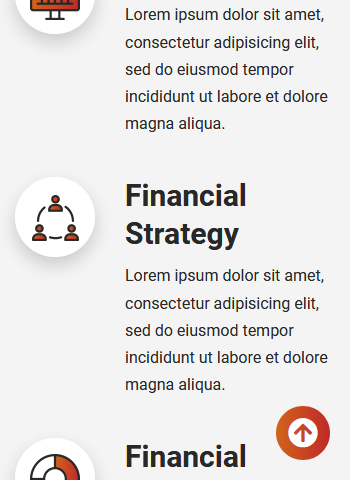 Lorem ipsum dolor sit amet,
consectetur adipisicing elit,
sed do eiusmod tempor
incididunt ut labore et dolore
magna aliqua.
Financial
Strategy
Lorem ipsum dolor sit amet,
consectetur adipisicing elit,
sed do eiusmod tempor
incididunt ut labore et dolore
magna aliqua.
Financial